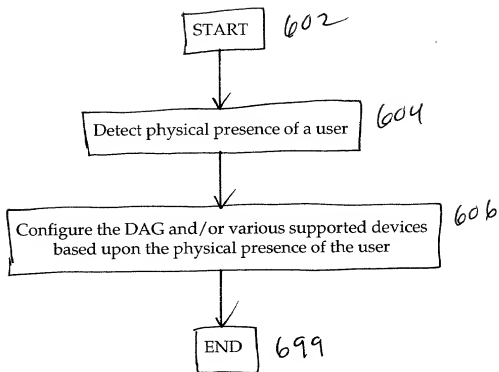 START 602
Detect physical presence of a user 604
Configure the DAG and/or various supported devices 606
based upon the physical presence of the user
END 699